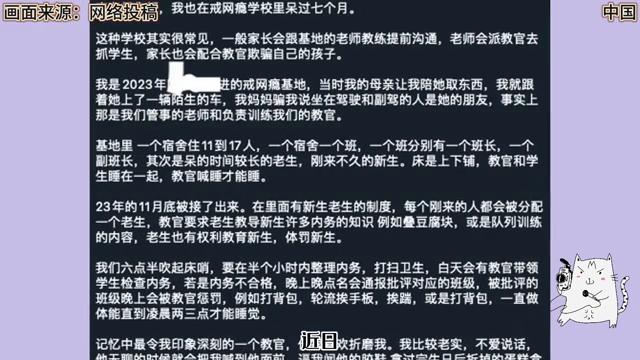 画面来源：网络投稿
中国
我也在戒网瘾学校里呆过七个月。
这种学校其实很常见，一般家长会跟基地的老师教练提前沟通，老师会派教官去
抓学生，家长也会配合教官欺骗自己的孩子。
我是2023年 进的戒网瘾基地，当时我的母亲让我陪她取东西，我就跟
着她上了一辆陌生的车，我妈妈骗我说坐在驾驶和副驾的人是她的朋友，事实上
那是我们管事的老师和负责训练我们的教官。
基地里 一个宿舍住11到17人，一个宿舍一个班，一个班分别有一个班长，一个
副班长，其次是呆的时间较长的老生，刚来不久的新生。床是上下铺，教官和学
生睡在一起，教官喊睡才能睡。
23年的11月底被接了出来。在里面有新生老生的制度，每个刚来的人都会被分配
一个老生，教官要求老生教导新生许多内务的知识 例如叠豆腐块，或是队列训练
的内容，老生也有权利教育新生，体罚新生。
我们六点半吹起床哨，要在半个小时内整理内务，打扫卫生，白天会有教官带领
学生检查内务，若是内务不合格，晚上晚点名会通报批评对应的班级，被批评的
班级晚上会被教官惩罚，例如打背包，轮流挨手板，挨踹，或是打背包，一直做
体能直到凌晨两三点才能睡觉。
记忆中最令我印象深刻的一个教官，
欢折磨我。我比较老实，不爱说话，
近日